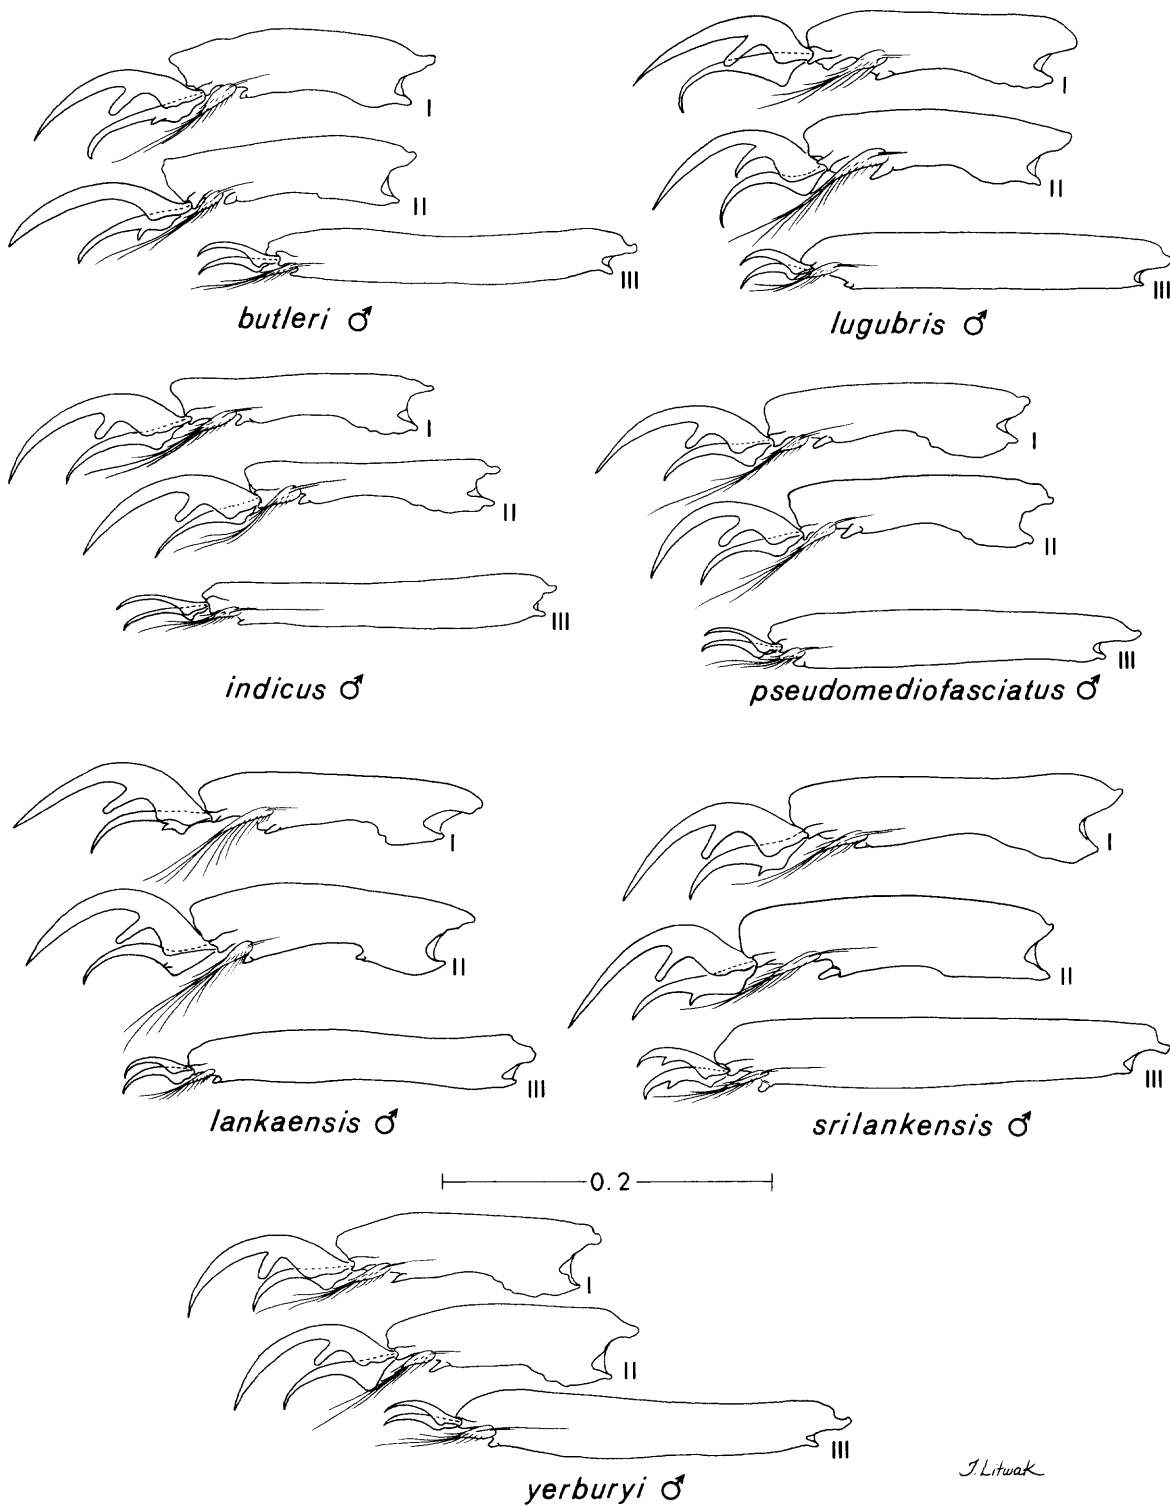 I
II
III
butleri ♂
I
II
III
lugubris ♂
I
II
III
indicus ♂
I
II
III
pseudomediofasciatus ♂
I
II
III
lankaensis ♂
I
II
III
srilankensis ♂
0.2
I
II
III
yerburyi ♂
J. Litwak